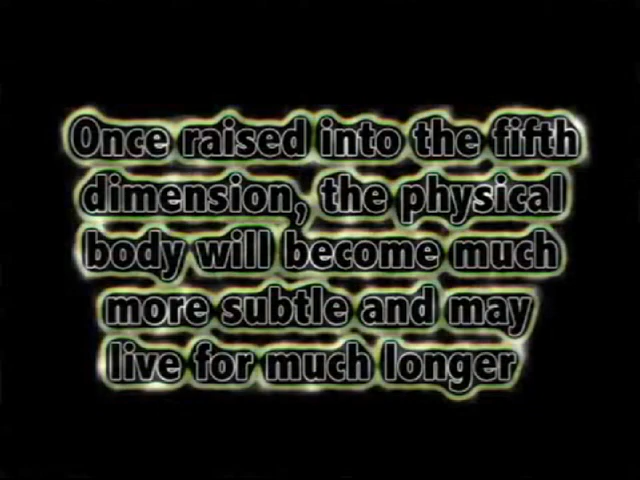 Once raised into the fifth
dimension, the physical
body will become much
more subtle and may
live for much longer